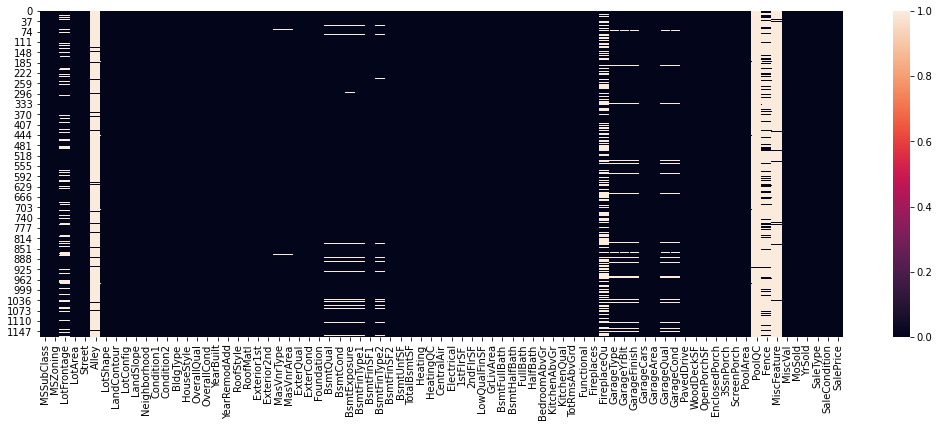 0
37
74
111
148
185
222
259
296
333
370
407
444
481
518
555
592
629
666
703
740
777
814
851
888
925
962
999
1036
1073
1110
1147
1.0
0.8
0.6
0.4
0.2
0.0
MSSubClass
MSZoning
LotFrontage
LotArea
Street
Alley
LotShape
LandContour
LotConfig
LandSlope
Neighborhood
Condition1
Condition2
BldgType
HouseStyle
OverallQual
OverallCond
YearBuilt
YearRemodAdd
RoofStyle
RoofMatl
Exterior1st
Exterior2nd
MasVnrType
MasVnrArea
ExterQual
ExterCond
Foundation
BsmtQual
BsmtCond
BsmtExposure
BsmtFinType1
BsmtFinSF1
BsmtFinType2
BsmtFinSF2
BsmtUnfSF
TotalBsmtSF
Heating
HeatingQC
CentralAir
Electrical
1stFlrSF
2ndFlrSF
LowQualFinSF
GrLivArea
BsmtFullBath
BsmtHalfBath
FullBath
HalfBath
BedroomAbvGr
KitchenAbvGr
KitchenQual
TotRmsAbvGrd
Functional
Fireplaces
FireplaceQu
GarageType
GarageYrBlt
GarageFinish
GarageCars
GarageArea
GarageQual
GarageCond
PavedDrive
WoodDeckSF
OpenPorchSF
EnclosedPorch
3SsnPorch
ScreenPorch
PoolArea
PoolQC
Fence
MiscFeature
MiscVal
MoSold
YrSold
SaleType
SaleCondition
SalePrice